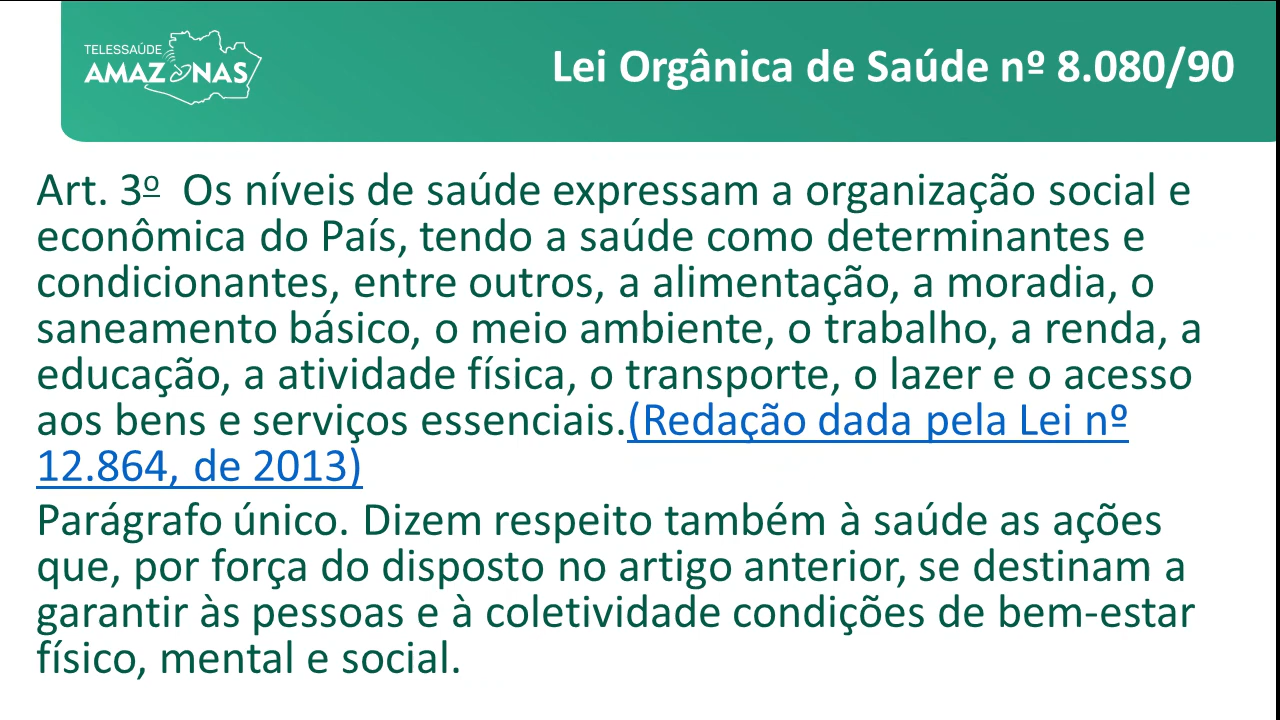 TELESSAÚDE
AMAZONAS
Lei Orgânica de Saúde nº 8.080/90
Art. 3º Os níveis de saúde expressam a organização social e
econômica do País, tendo a saúde como determinantes e
condicionantes, entre outros, a alimentação, a moradia, o
saneamento básico, o meio ambiente, o trabalho, a renda, a
educação, a atividade física, o transporte, o lazer e o acesso
aos bens e serviços essenciais.(Redação dada pela Lei nº
12.864, de 2013)
Parágrafo único. Dizem respeito também à saúde as ações
que, por força do disposto no artigo anterior, se destinam a
garantir às pessoas e à coletividade condições de bem-estar
físico, mental e social.